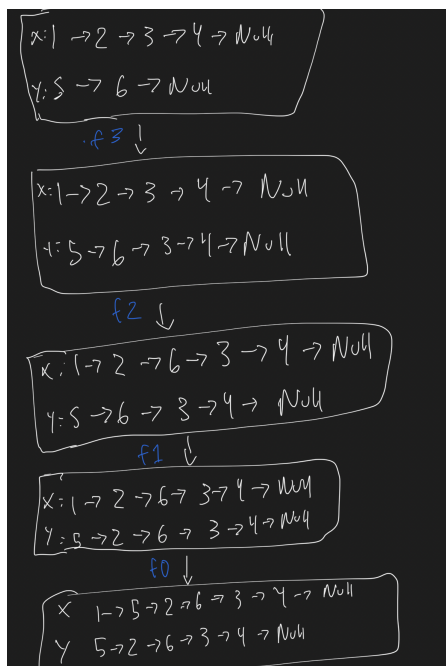 X:1 → 2 → 3 → 4 → Null
Y:5 → 6 → Null
f3 ↓
X:1 → 2 → 3 → 4 → Null
Y:5 → 6 → 3 → 4 → Null
f2 ↓
X:1 → 2 → 6 → 3 → 4 → Null
Y:5 → 6 → 3 → 4 → Null
f1 ↓
X:1 → 2 → 6 → 3 → 4 → Null
Y:5 → 2 → 6 → 3 → 4 → Null
f0 ↓
X 1 → 5 → 2 → 6 → 3 → 4 → Null
Y 5 → 2 → 6 → 3 → 4 → Null